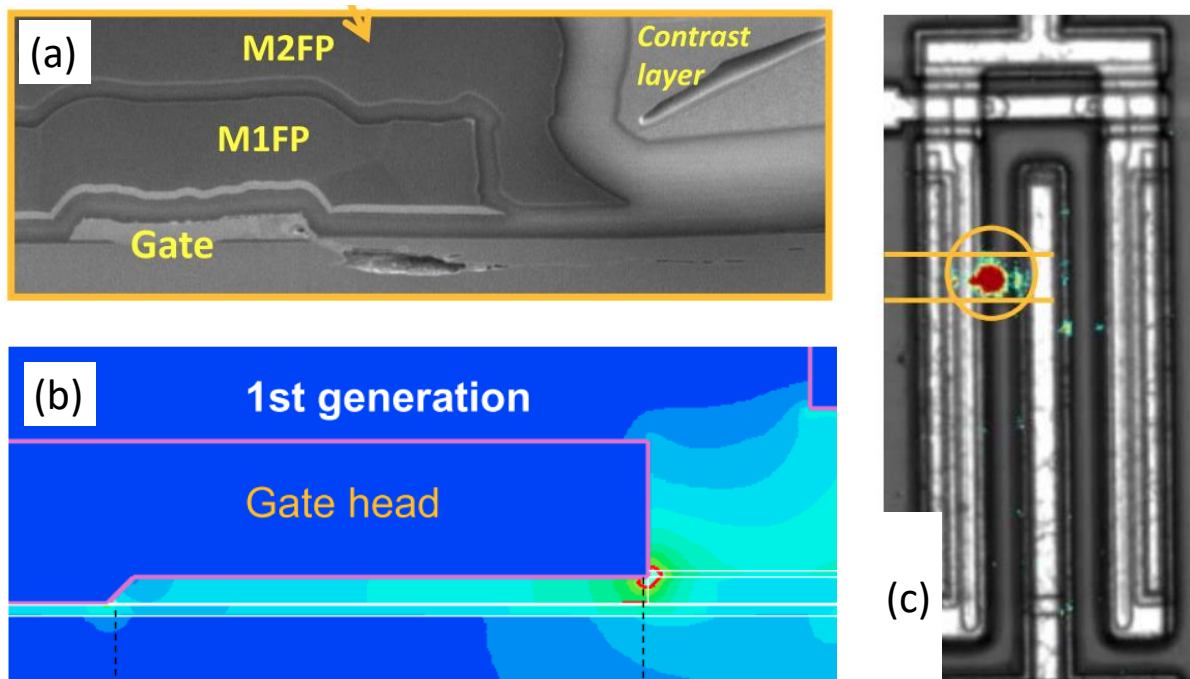 (a)
M2FP
Contrast
layer
M1FP
Gate
(b)
1st generation
Gate head
(c)